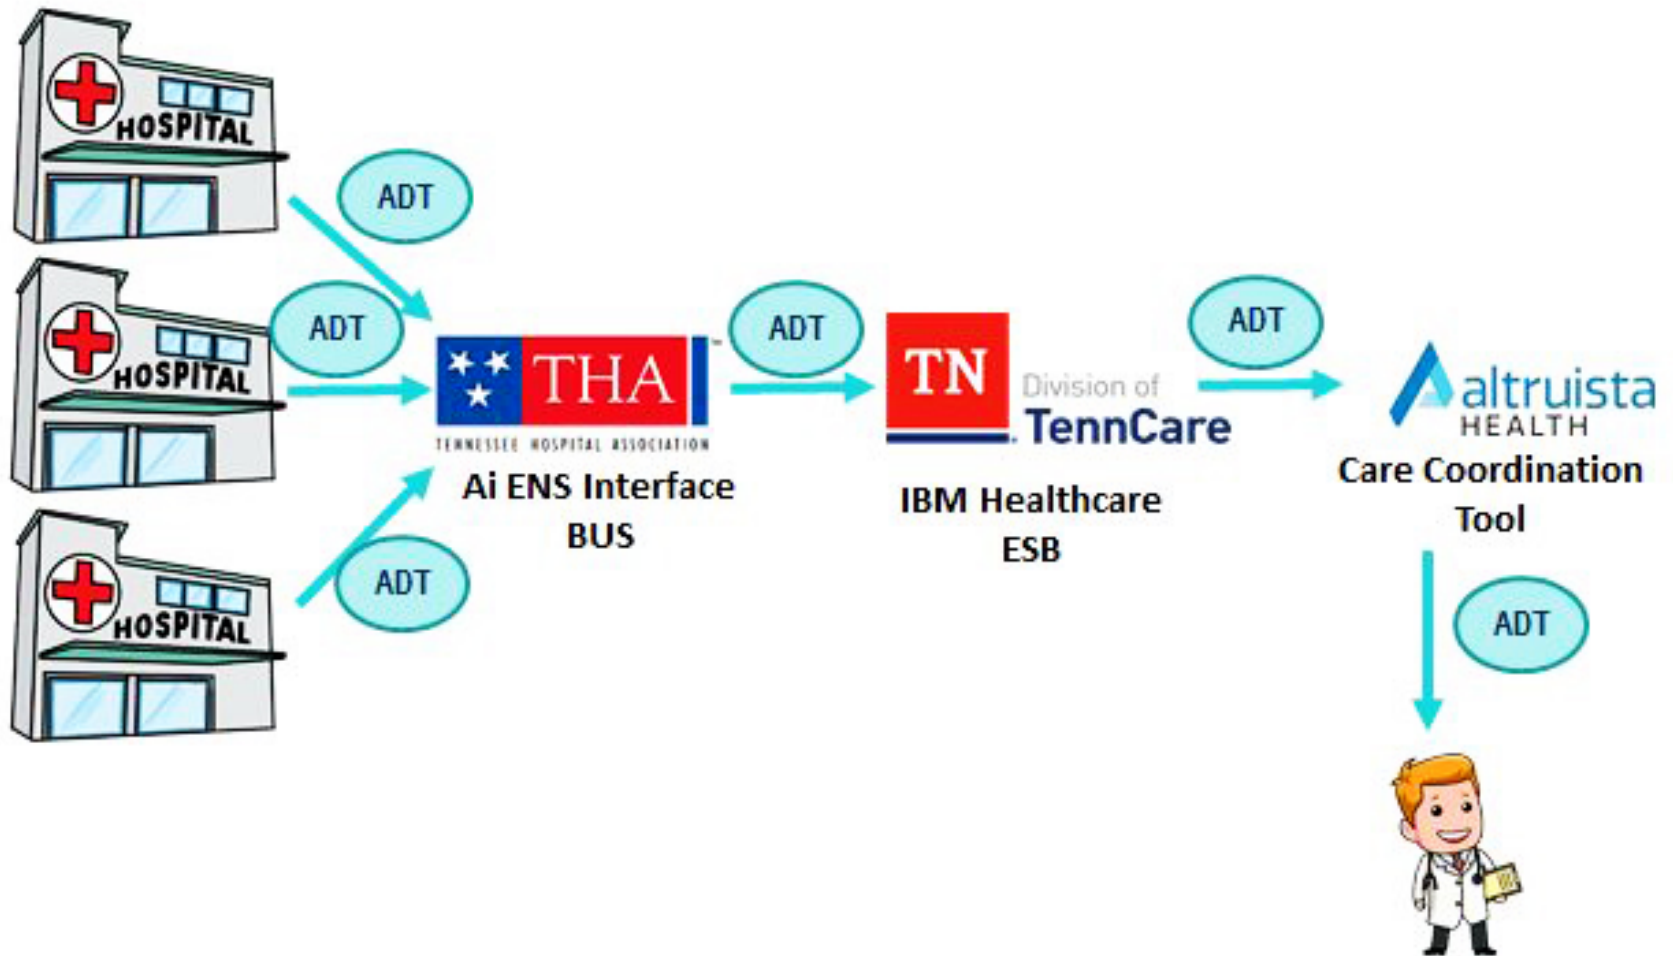 HOSPITAL
ADT
HOSPITAL
ADT
HOSPITAL
ADT
THA
™
TENNESSEE HOSPITAL ASSOCIATION
Ai ENS Interface
BUS
ADT
TN
Division of
TennCare
IBM Healthcare
ESB
ADT
altruista
HEALTH
Care Coordination
Tool
ADT